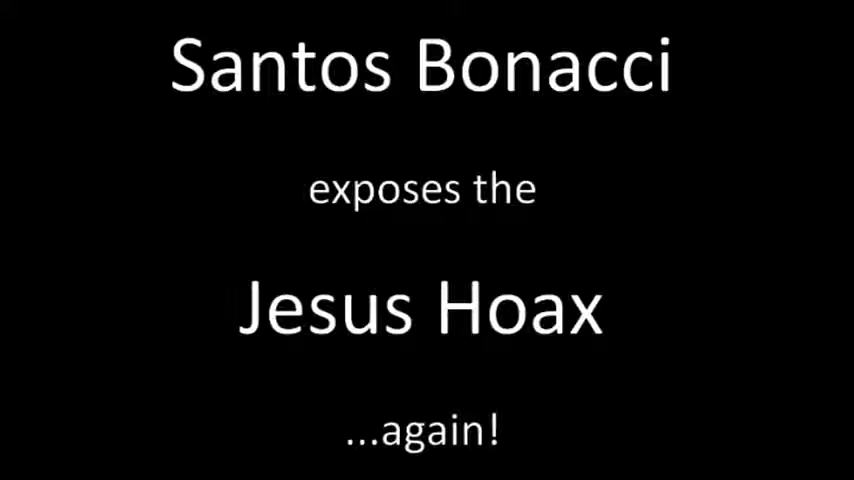 Santos Bonacci
exposes the
Jesus Hoax
...again!